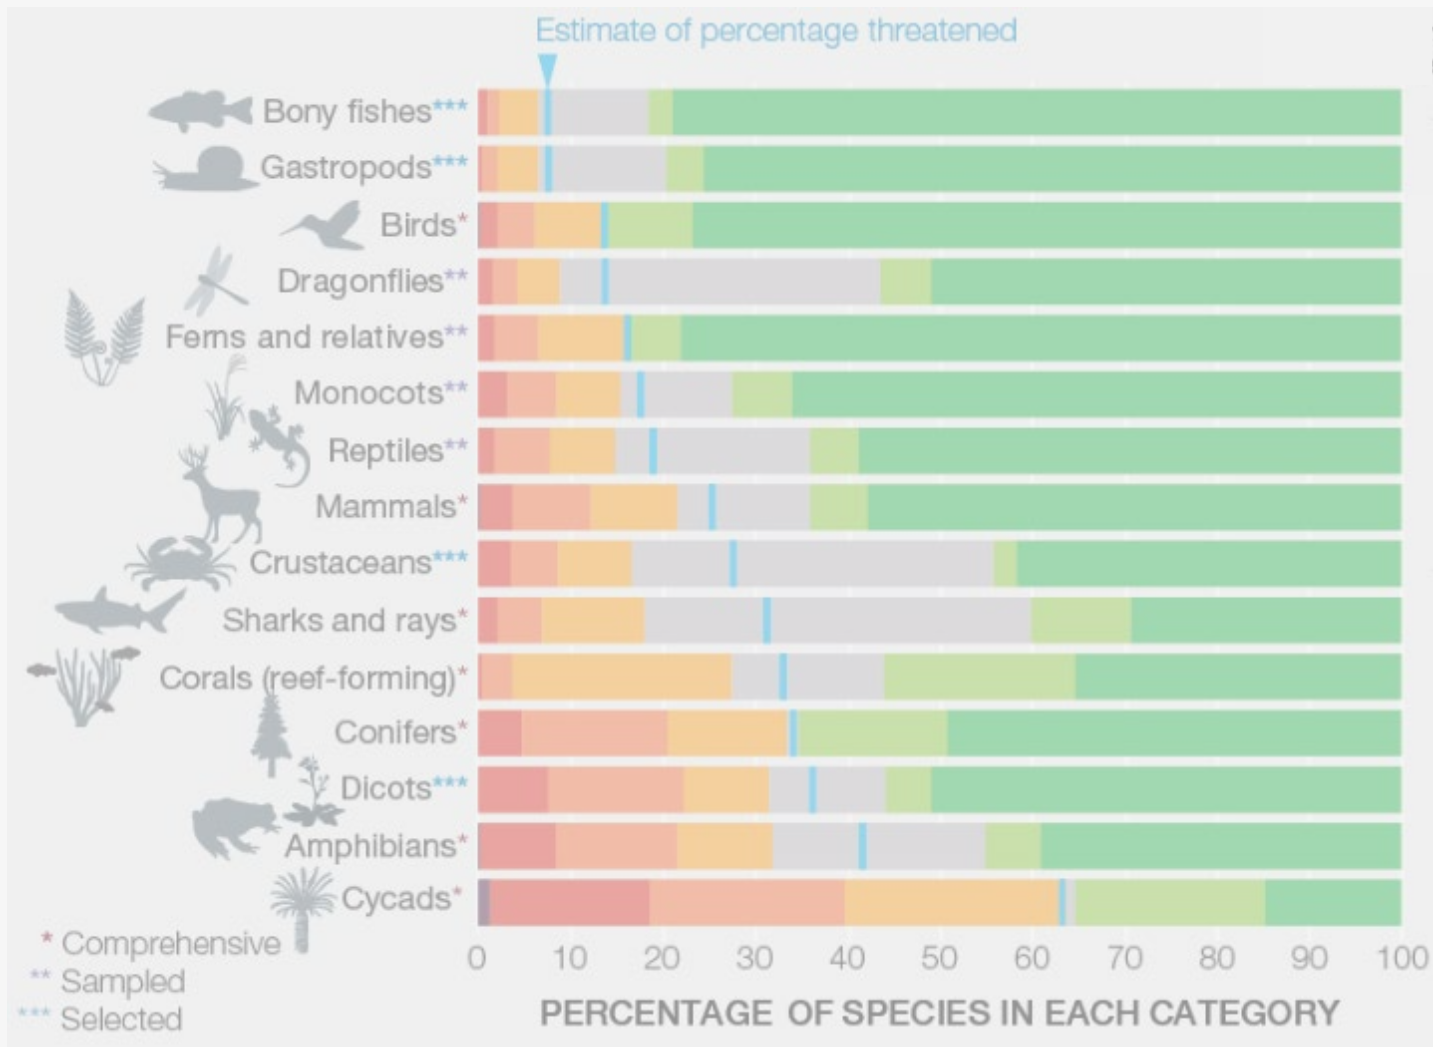 Estimate of percentage threatened
Bony fishes***
Gastropods***
Birds*
Dragonflies**
Ferns and relatives**
Monocots**
Reptiles**
Mammals*
Crustaceans***
Sharks and rays*
Corals (reef-forming)*
Conifers*
Dicots***
Amphibians*
Cycads*
* Comprehensive
** Sampled
*** Selected
0 10 20 30 40 50 60 70 80 90 100
PERCENTAGE OF SPECIES IN EACH CATEGORY